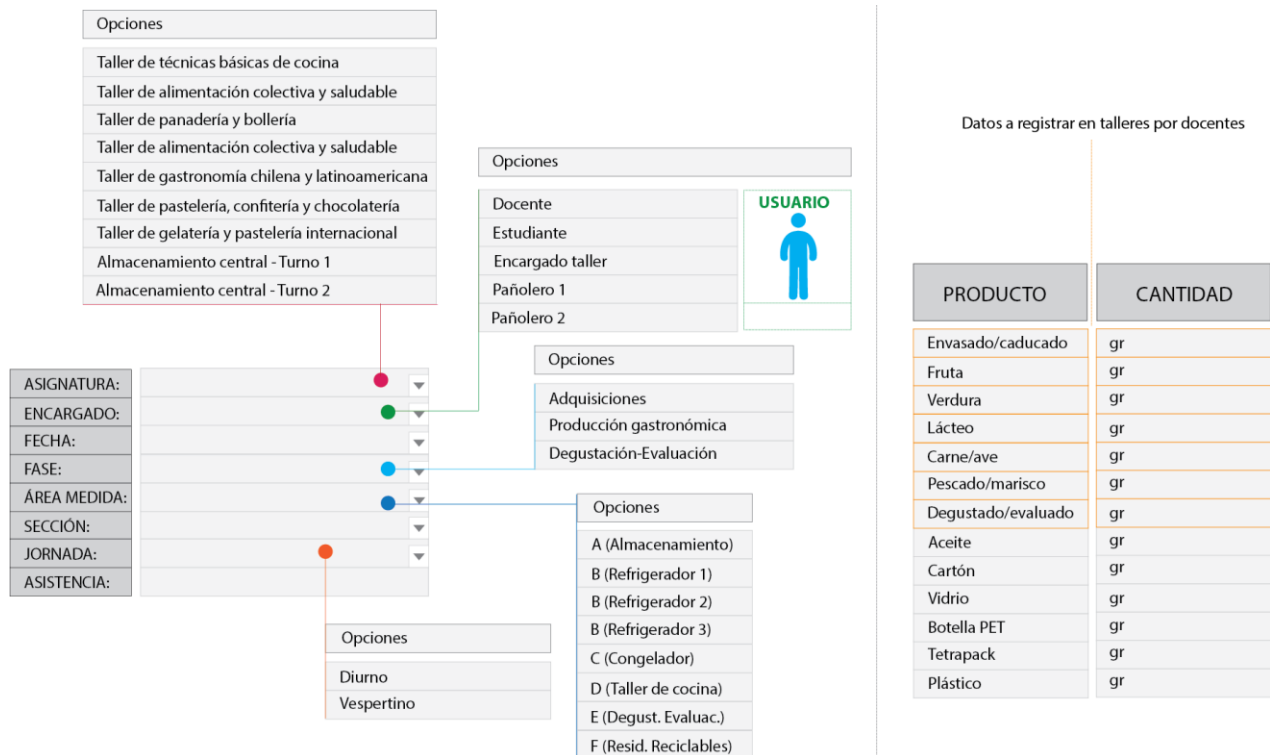 Opciones
Taller de técnicas básicas de cocina
Taller de alimentación colectiva y saludable
Taller de panadería y bollería
Taller de alimentación colectiva y saludable
Taller de gastronomía chilena y latinoamericana
Taller de pastelería, confitería y chocolatería
Taller de gelatería y pastelería internacional
Almacenamiento central - Turno 1
Almacenamiento central - Turno 2
Opciones
Docente
Estudiante
Encargado taller
Pañolero 1
Pañolero 2
USUARIO
ASIGNATURA:
ENCARGADO:
FECHA:
FASE:
ÁREA MEDIDA:
SECCIÓN:
JORNADA:
ASISTENCIA:
Opciones
Adquisiciones
Producción gastronómica
Degustación-Evaluación
Opciones
A (Almacenamiento)
B (Refrigerador 1)
B (Refrigerador 2)
B (Refrigerador 3)
C (Congelador)
D (Taller de cocina)
E (Degust. Evaluac.)
F (Resid. Reciclables)
Opciones
Diurno
Vespertino
Datos a registrar en talleres por docentes
PRODUCTO CANTIDAD
Envasado/caducado gr
Fruta gr
Verdura gr
Lácteo gr
Carne/ave gr
Pescado/marisco gr
Degustado/evaluado gr
Aceite gr
Cartón gr
Vidrio gr
Botella PET gr
Tetrapack gr
Plástico gr